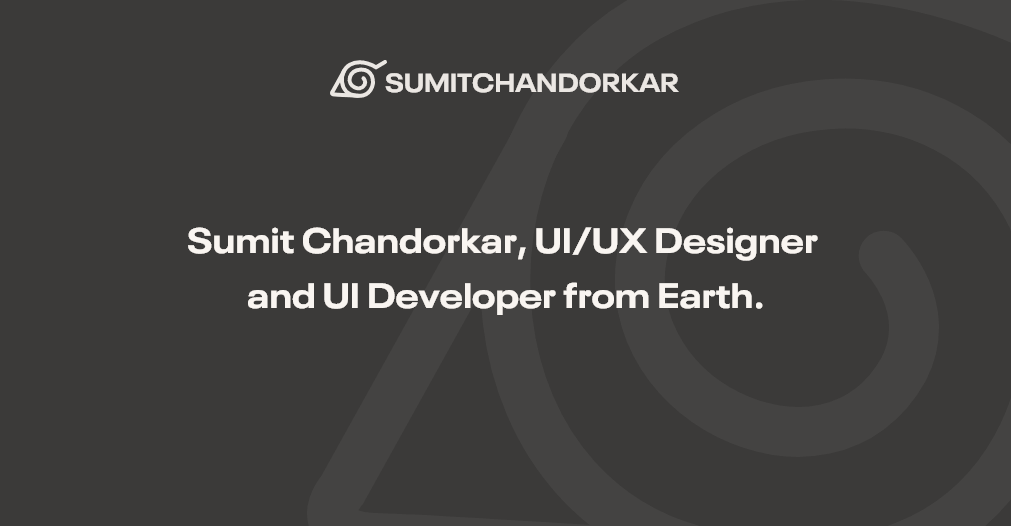 SUMITCHANDORKAR
Sumit Chandorkar, UI/UX Designer
and UI Developer from Earth.